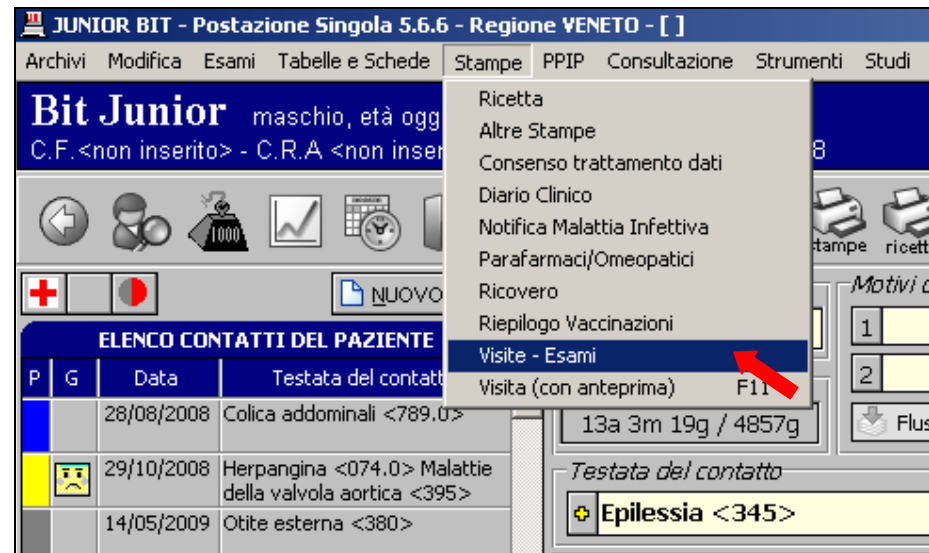 JUNIOR BIT - Postazione Singola 5.6.6 - Regione VENETO - [ ]
Archivi Modifica Esami Tabelle e Schede Stampe PPIP Consultazione Strumenti Studi
Bit Junior maschio, età ogg
C.F.<non inserito> - C.R.A <non inser 8
Ricetta
Altre Stampe
Consenso trattamento dati
Diario Clinico
Notifica Malattia Infettiva
Parafarmaci/Omeopatici
Ricovero
Riepilogo Vaccinazioni
Visite - Esami
Visita (con anteprima) F11
1000
tampe ricett
NUOVO
Motivi d
1
2
ELENCO CONTATTI DEL PAZIENTE
P G Data Testata del contatt
28/08/2008 Colica addominali <789.0>
13a 3m 19g / 4857g
Flus
29/10/2008 Herpangina <074.0> Malattie
della valvola aortica <395>
14/05/2009 Otite esterna <380>
Testata del contatto
Epilessia <345>